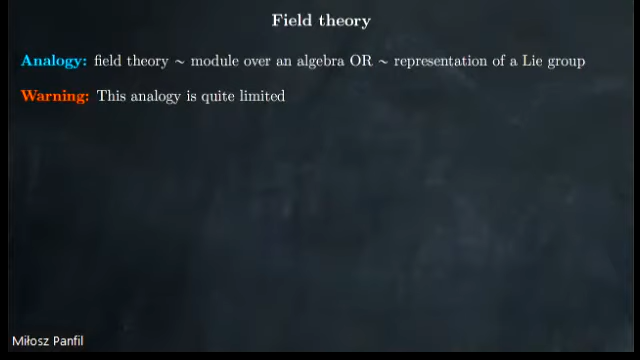 Field theory
Analogy: field theory ~ module over an algebra OR ~ representation of a Lie group
Warning: This analogy is quite limited
Miłosz Panfil